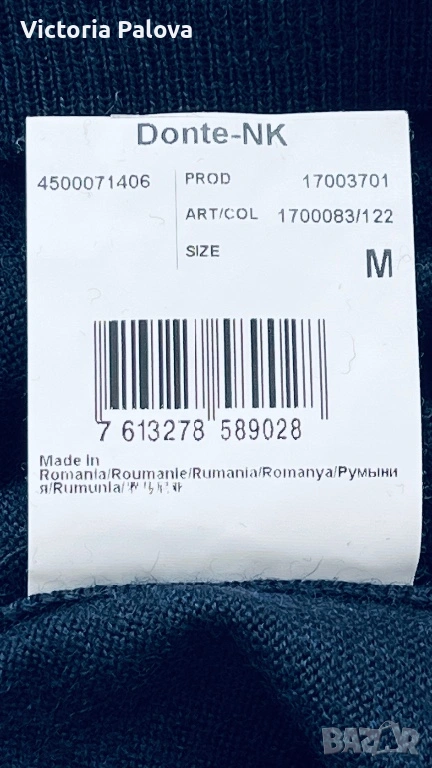 Victoria Palova
Donte-NK
4500071406 PROD 17003701
ART/COL 1700083/122
SIZE M
7 613278 589028
Made in
Romania/Roumanie/Rumania/Romanya/Румыни
я/Rumunia/
BAZAR